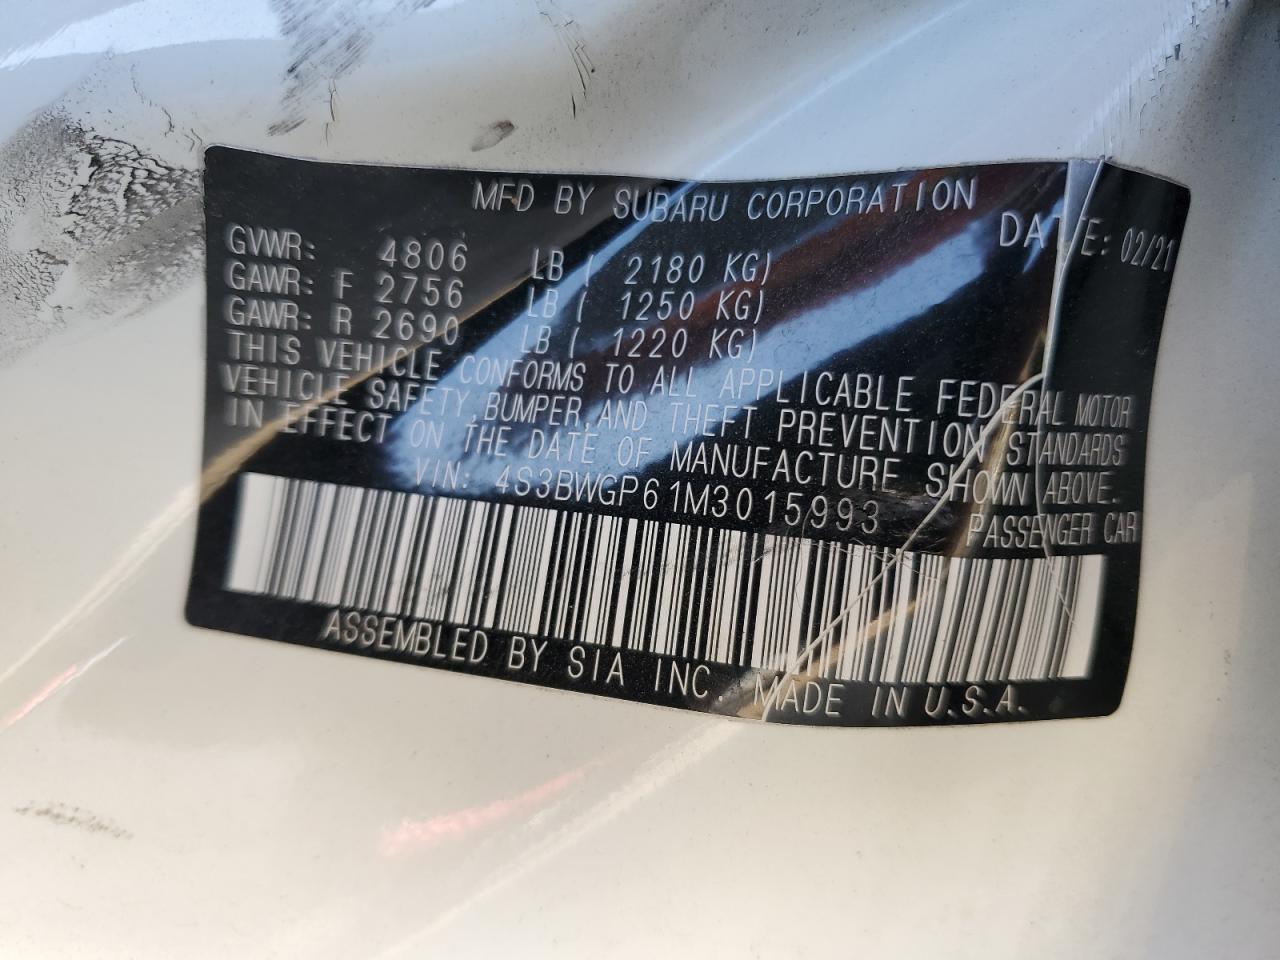 MFD BY SUBARU CORPORATION
DATE: 02/21
GVWR: 4806 LB ( 2180 KG)
GAWR: F 2756 LB ( 1250 KG)
GAWR: R 2690 LB ( 1220 KG)
THIS VEHICLE CONFORMS TO ALL APPLICABLE FEDERAL MOTOR
VEHICLE SAFETY, BUMPER, AND THEFT PREVENTION STANDARDS
IN EFFECT ON THE DATE OF MANUFACTURE SHOWN ABOVE.
VIN: 4S3BWGP61M3015993 PASSENGER CAR
ASSEMBLED BY SIA INC. MADE IN U.S.A.